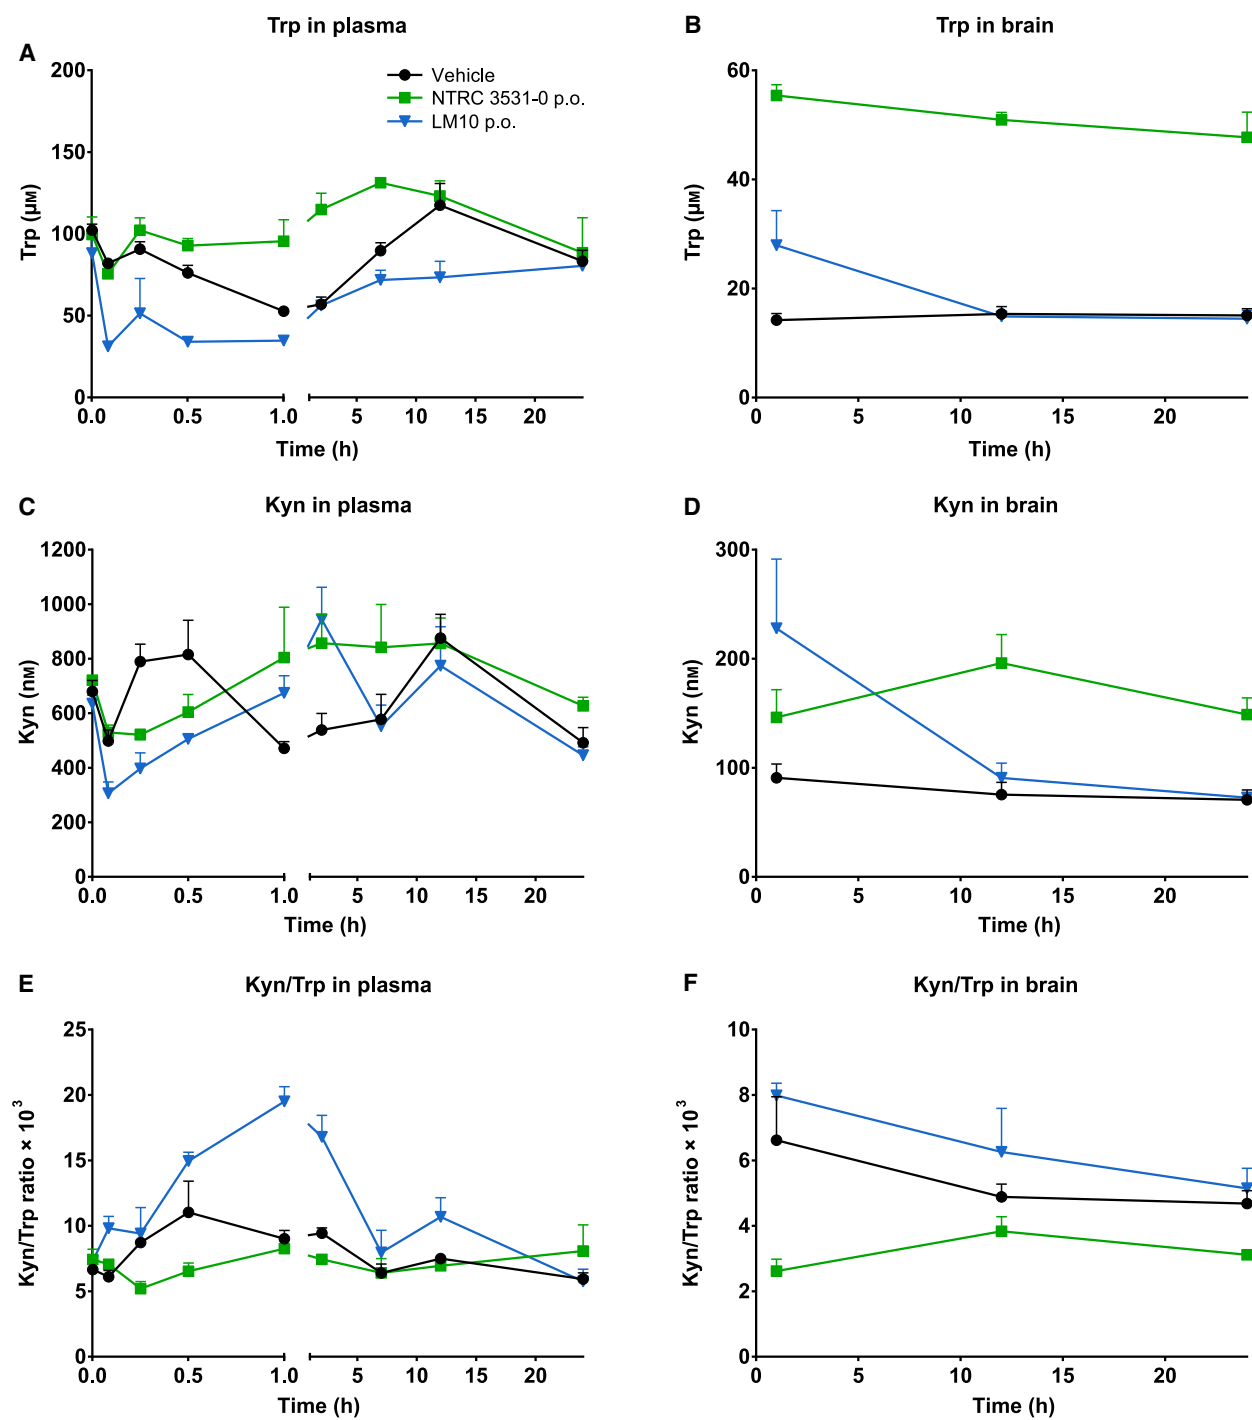 Trp in plasma
A
200
150
100
50
0
Trp (µM)
Vehicle
NTRC 3531-0 p.o.
LM10 p.o.
0.0 0.5 1.0 5 10 15 20
Time (h)
Trp in brain
B
60
40
20
0
Trp (µM)
0 5 10 15 20
Time (h)
Kyn in plasma
C
1200
1000
800
600
400
200
0
Kyn (nM)
0.0 0.5 1.0 5 10 15 20
Time (h)
Kyn in brain
D
300
200
100
0
Kyn (nM)
0 5 10 15 20
Time (h)
Kyn/Trp in plasma
E
25
20
15
10
5
0
Kyn/Trp ratio × 10³
0.0 0.5 1.0 5 10 15 20
Time (h)
Kyn/Trp in brain
F
10
8
6
4
2
0
Kyn/Trp ratio × 10³
0 5 10 15 20
Time (h)